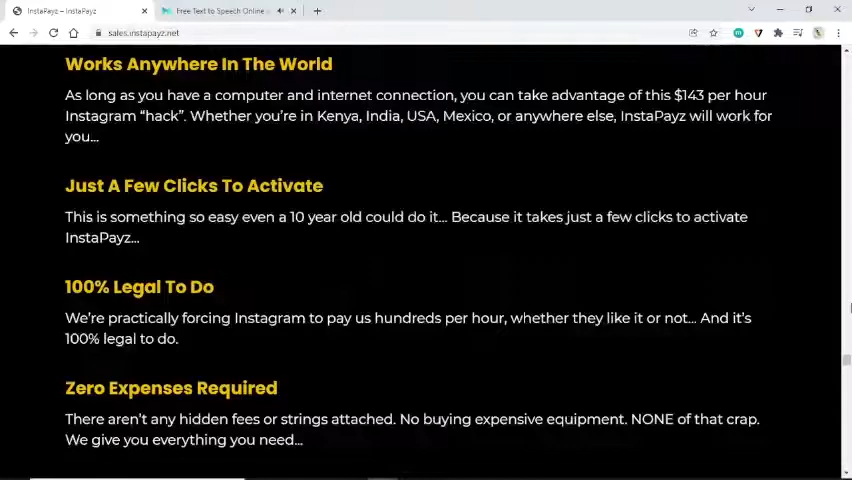 InstaPayz – InstaPayz
Free Text to Speech Online
sales.instapayz.net
Works Anywhere In The World
As long as you have a computer and internet connection, you can take advantage of this $143 per hour
Instagram “hack”. Whether you’re in Kenya, India, USA, Mexico, or anywhere else, InstaPayz will work for
you...
Just A Few Clicks To Activate
This is something so easy even a 10 year old could do it... Because it takes just a few clicks to activate
InstaPayz...
100% Legal To Do
We’re practically forcing Instagram to pay us hundreds per hour, whether they like it or not... And it’s
100% legal to do.
Zero Expenses Required
There aren’t any hidden fees or strings attached. No buying expensive equipment. NONE of that crap.
We give you everything you need...